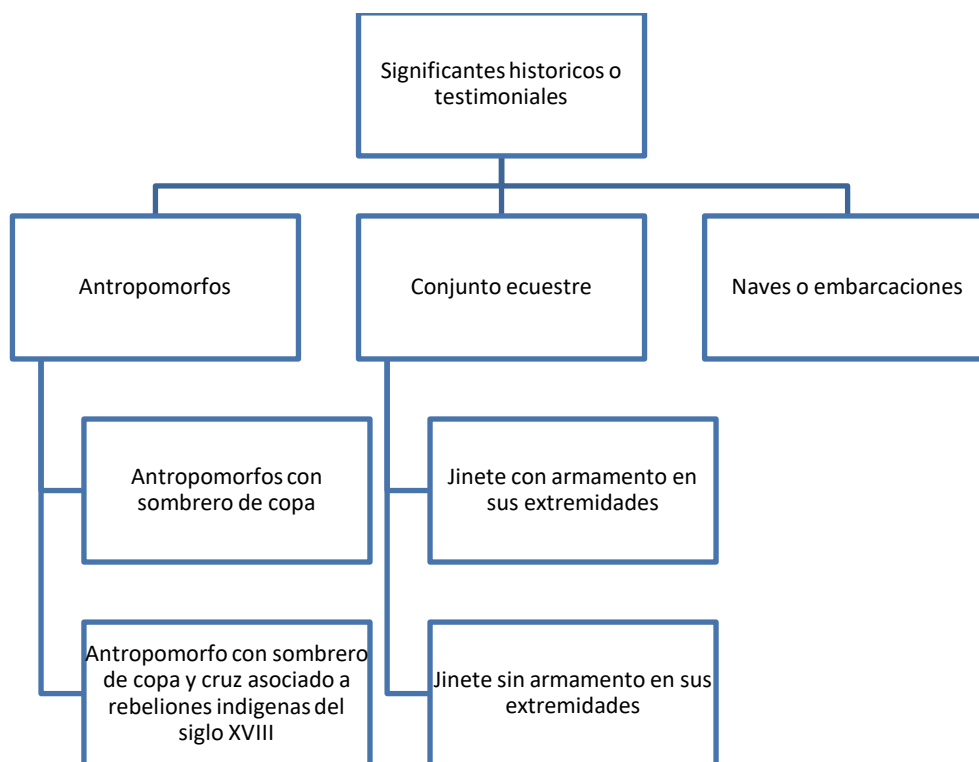 Significantes historicos o
testimoniales
Antropomorfos
Conjunto ecuestre
Naves o embarcaciones
Antropomorfos con
sombrero de copa
Jinete con armamento en
sus extremidades
Antropomorfo con sombrero
de copa y cruz asociado a
rebeliones indigenas del
siglo XVIII
Jinete sin armamento en sus
extremidades